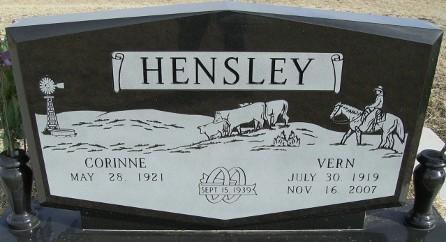 HENSLEY
CORINNE
MAY 28, 1921
SEPT. 15, 1939
VERN
JULY 30, 1919
NOV 16, 2007